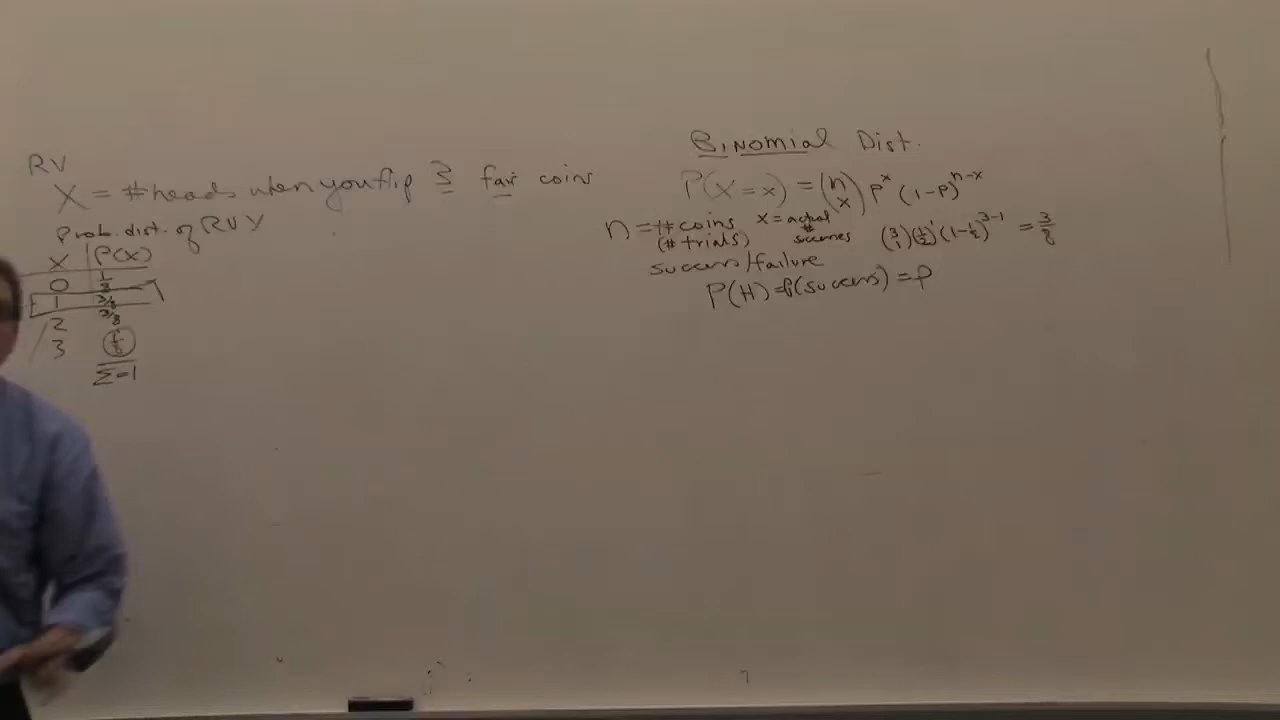 RV
X = # heads when you flip 3 fair coins
Prob. dist. of RV X
X P(X)
0 1/8
1 3/8
2 3/8
3 1/8
Σ=1
Binomial Dist.
P(X = x) = (n x) p^x (1-p)^{n-x}
n = # coins x = actual
(# trials) # succeses (3 1)(1/2)^1(1-1/2)^{3-1} = 3/8
success/failure
P(H) = P(success) = p